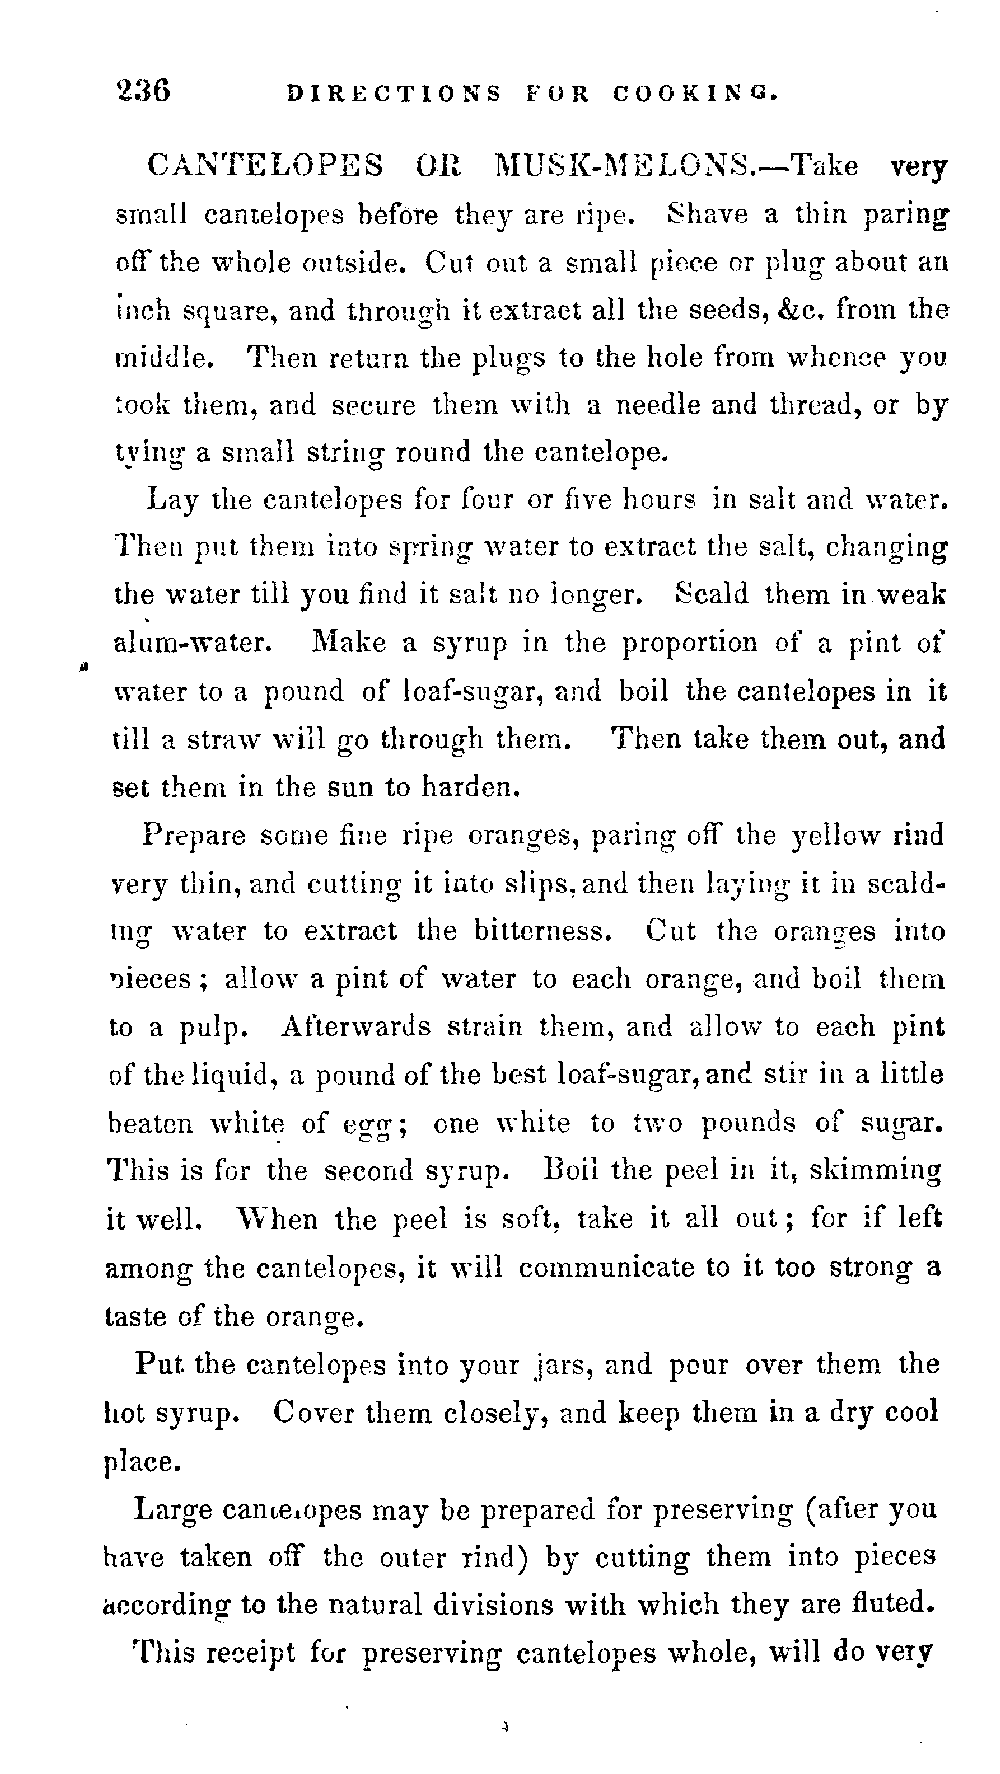 236 DIRECTIONS FOR COOKING.
CANTELOPES OR MUSK-MELONS.—Take very
small cantelopes before they are ripe. Shave a thin paring
off the whole outside. Cut out a small piece or plug about an
inch square, and through it extract all the seeds, &c. from the
middle. Then return the plugs to the hole from whence you
took them, and secure them with a needle and thread, or by
tying a small string round the cantelope.
Lay the cantelopes for four or five hours in salt and water.
Then put them into spring water to extract the salt, changing
the water till you find it salt no longer. Scald them in weak
alum-water. Make a syrup in the proportion of a pint of
water to a pound of loaf-sugar, and boil the cantelopes in it
till a straw will go through them. Then take them out, and
set them in the sun to harden.
Prepare some fine ripe oranges, paring off the yellow rind
very thin, and cutting it into slips, and then laying it in scald-
ing water to extract the bitterness. Cut the oranges into
pieces; allow a pint of water to each orange, and boil them
to a pulp. Afterwards strain them, and allow to each pint
of the liquid, a pound of the best loaf-sugar, and stir in a little
beaten white of egg; one white to two pounds of sugar.
This is for the second syrup. Boil the peel in it, skimming
it well. When the peel is soft, take it all out; for if left
among the cantelopes, it will communicate to it too strong a
taste of the orange.
Put the cantelopes into your jars, and pour over them the
hot syrup. Cover them closely, and keep them in a dry cool
place.
Large cantelopes may be prepared for preserving (after you
have taken off the outer rind) by cutting them into pieces
according to the natural divisions with which they are fluted.
This receipt for preserving cantelopes whole, will do very